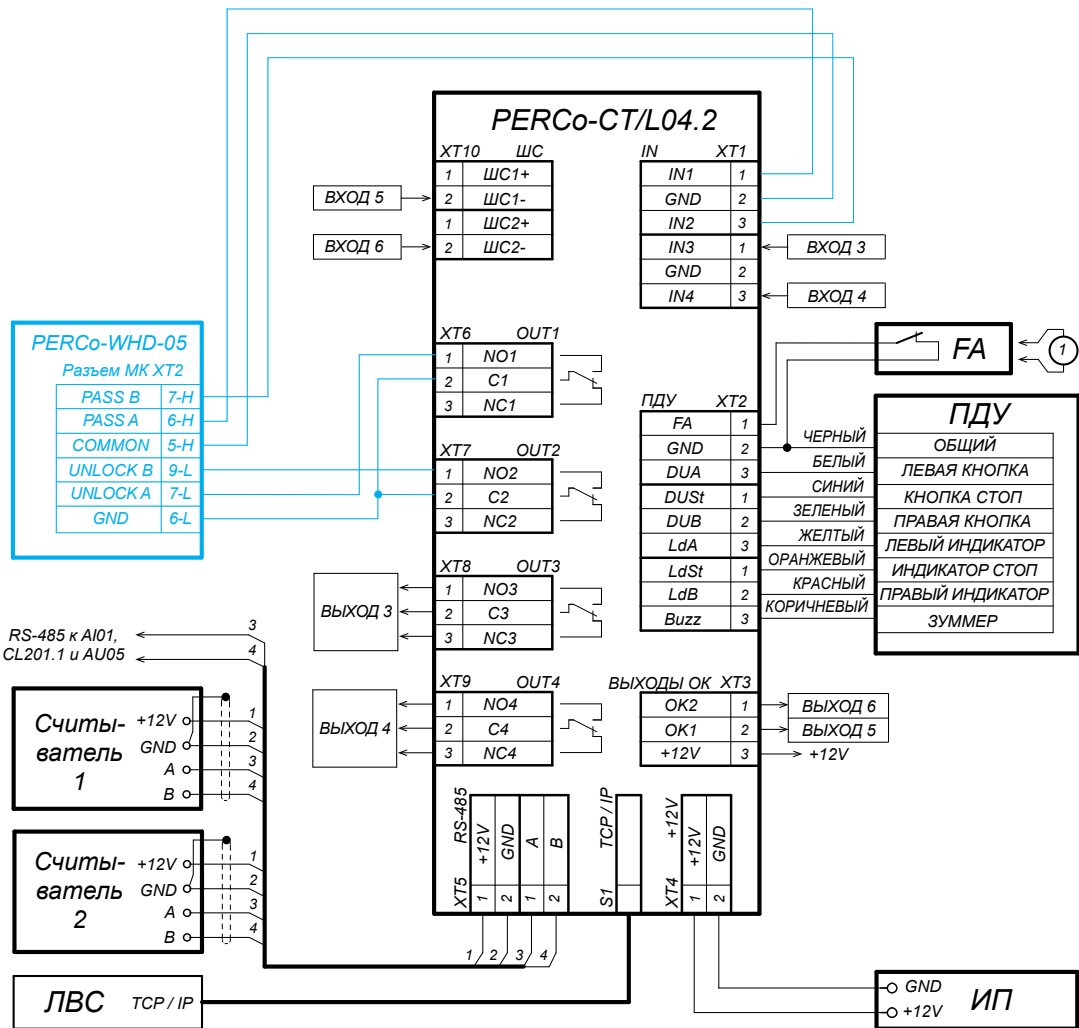 PERCo-CT/L04.2
XT10 ШС
1 ШС1+
2 ШС1-
1 ШС2+
2 ШС2-
ВХОД 5
ВХОД 6
IN XT1
IN1 1
GND 2
IN2 3
IN3 1
GND 2
IN4 3
ВХОД 3
ВХОД 4
PERCo-WHD-05
Разъем МК XT2
PASS B 7-H
PASS A 6-H
COMMON 5-H
UNLOCK B 9-L
UNLOCK A 7-L
GND 6-L
XT6 OUT1
1 NO1
2 C1
3 NC1
XT7 OUT2
1 NO2
2 C2
3 NC2
XT8 OUT3
1 NO3
2 C3
3 NC3
ВЫХОД 3
XT9 OUT4
1 NO4
2 C4
3 NC4
ВЫХОД 4
FA
1
ПДУ XT2
FA 1
GND 2
DUA 3
DUSt 1
DUB 2
LdA 3
LdSt 1
LdB 2
Buzz 3
ЧЕРНЫЙ
БЕЛЫЙ
СИНИЙ
ЗЕЛЕНЫЙ
ЖЕЛТЫЙ
ОРАНЖЕВЫЙ
КРАСНЫЙ
КОРИЧНЕВЫЙ
ПДУ
ОБЩИЙ
ЛЕВАЯ КНОПКА
КНОПКА СТОП
ПРАВАЯ КНОПКА
ЛЕВЫЙ ИНДИКАТОР
ИНДИКАТОР СТОП
ПРАВЫЙ ИНДИКАТОР
ЗУММЕР
ВЫХОДЫ ОК XT3
OK2 1
OK1 2
+12V 3
ВЫХОД 6
ВЫХОД 5
+12V
RS-485 к AI01,
CL201.1 и AU05
3
4
Считы-
ватель
1
+12V 1
GND 2
A 3
B 4
Считы-
ватель
2
+12V 1
GND 2
A 3
B 4
XT5 RS-485
1 +12V
2 GND
1 A
2 B
1 2 3 4
S1 TCP / IP
XT4 +12V
1 +12V
2 GND
ЛВС TCP / IP
GND
+12V
ИП